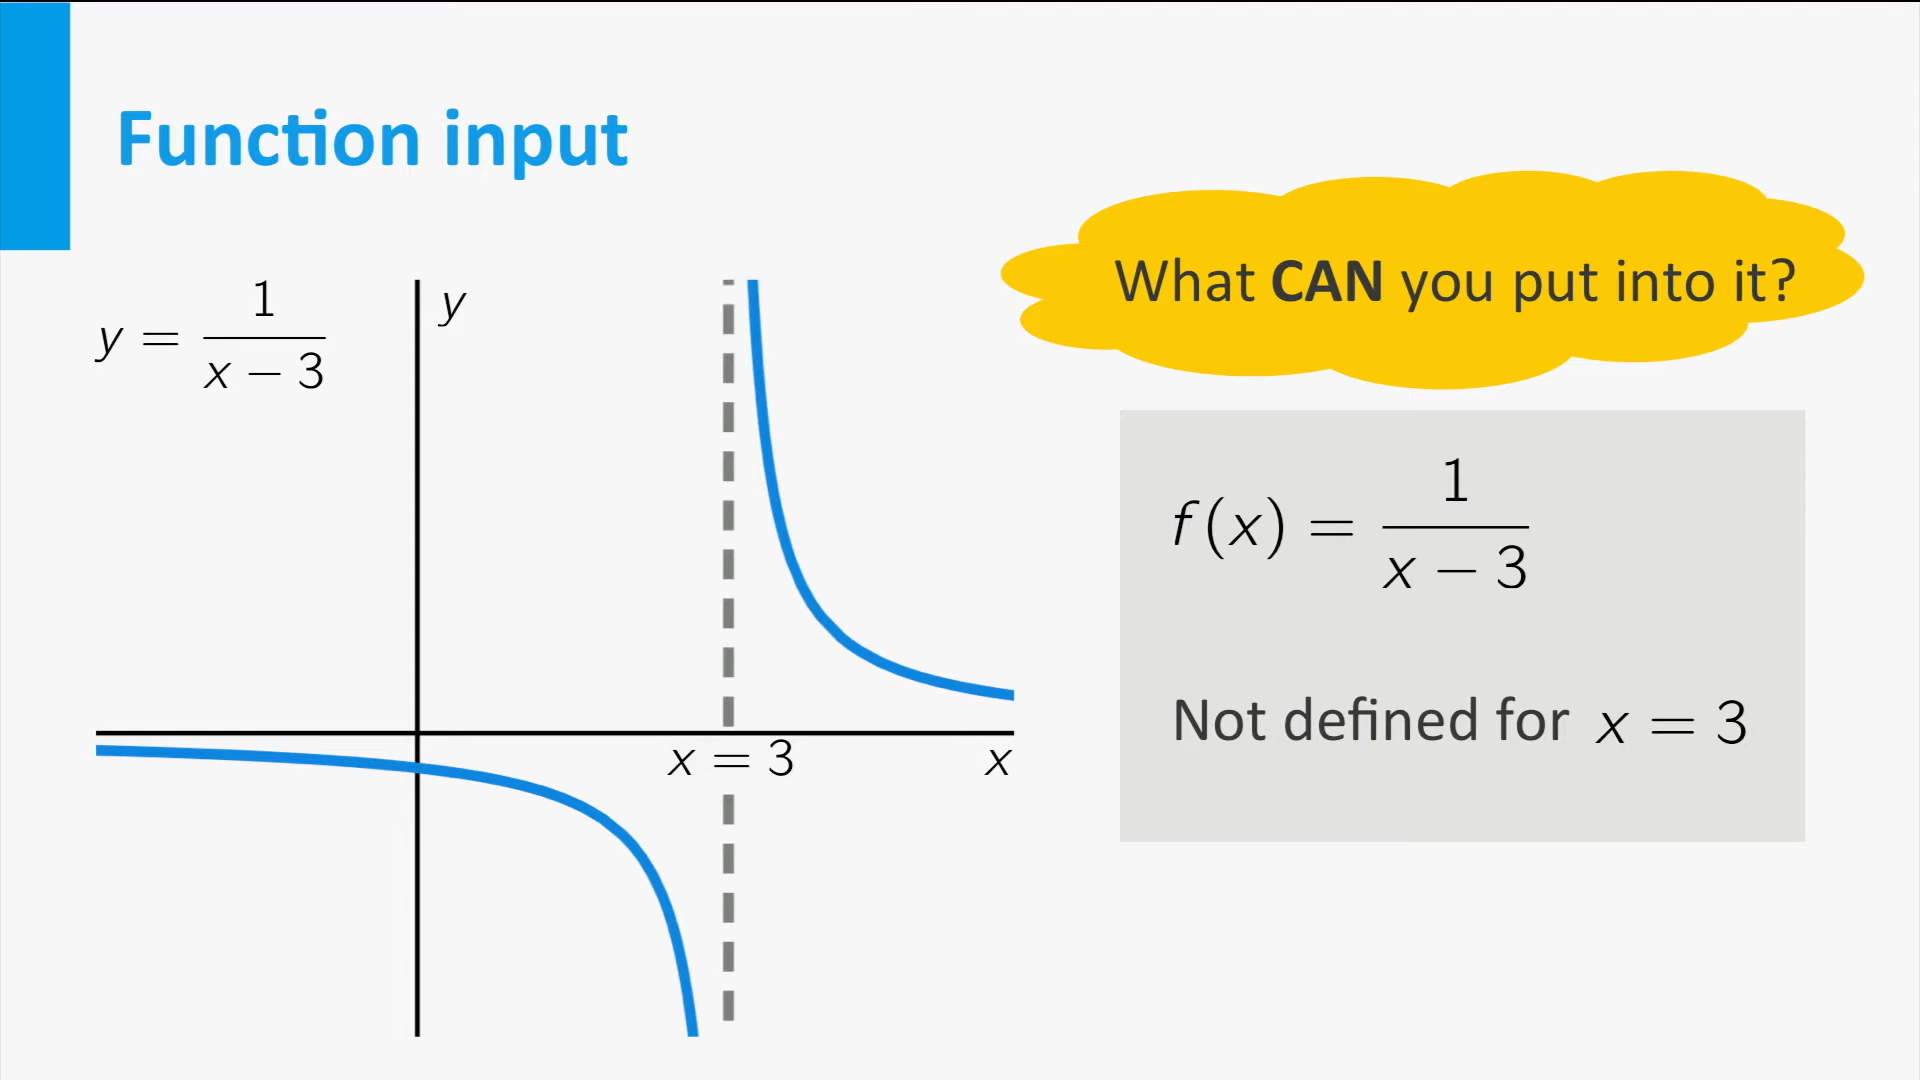 Function input
What CAN you put into it?
y = 1/(x − 3)
y
x = 3
x
f(x) = 1/(x − 3)
Not defined for x = 3